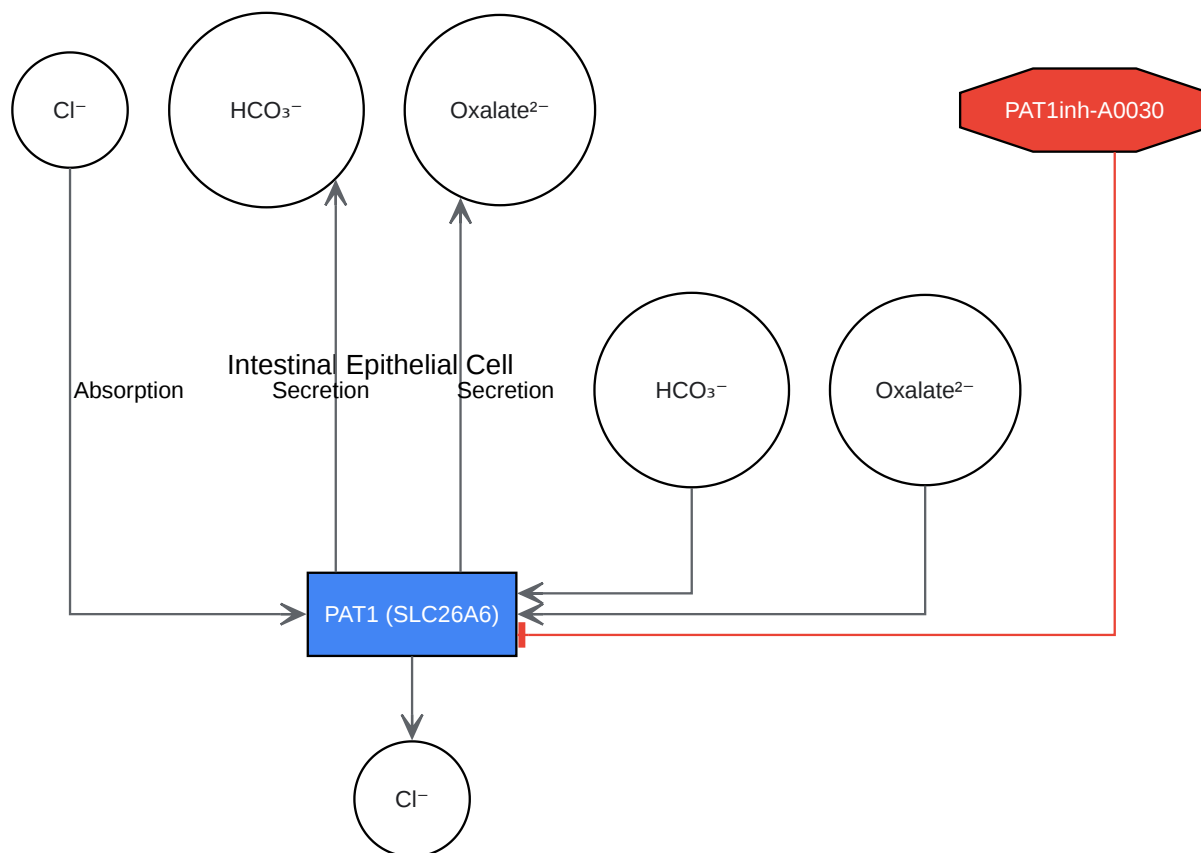 Cl⁻
HCO₃⁻
Oxalate²⁻
PAT1inh-A0030
Intestinal Epithelial Cell
Absorption
Secretion
Secretion
HCO₃⁻
Oxalate²⁻
PAT1 (SLC26A6)
Cl⁻